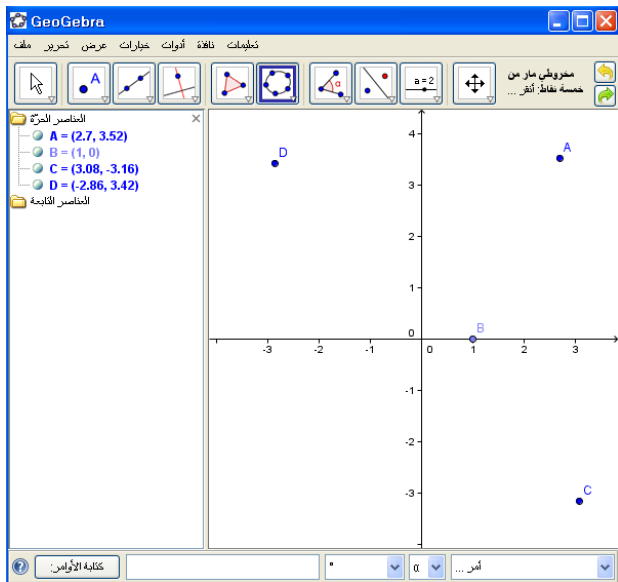 GeoGebra
ملف تحرير عرض خيارات أدوات نافذة تعليمات
A
α
a = 2
مخروطي مار من
خمسة نقاط: أنقر ...
العناصر الحرّة
A = (2.7, 3.52)
B = (1, 0)
C = (3.08, -3.16)
D = (-2.86, 3.42)
العناصر التابعة
4
A
D
3
2
1
B
0
-3 -2 -1 0 1 2 3
-1
-2
-3
C
كتابة الأوامر:
°
α
أمر ...